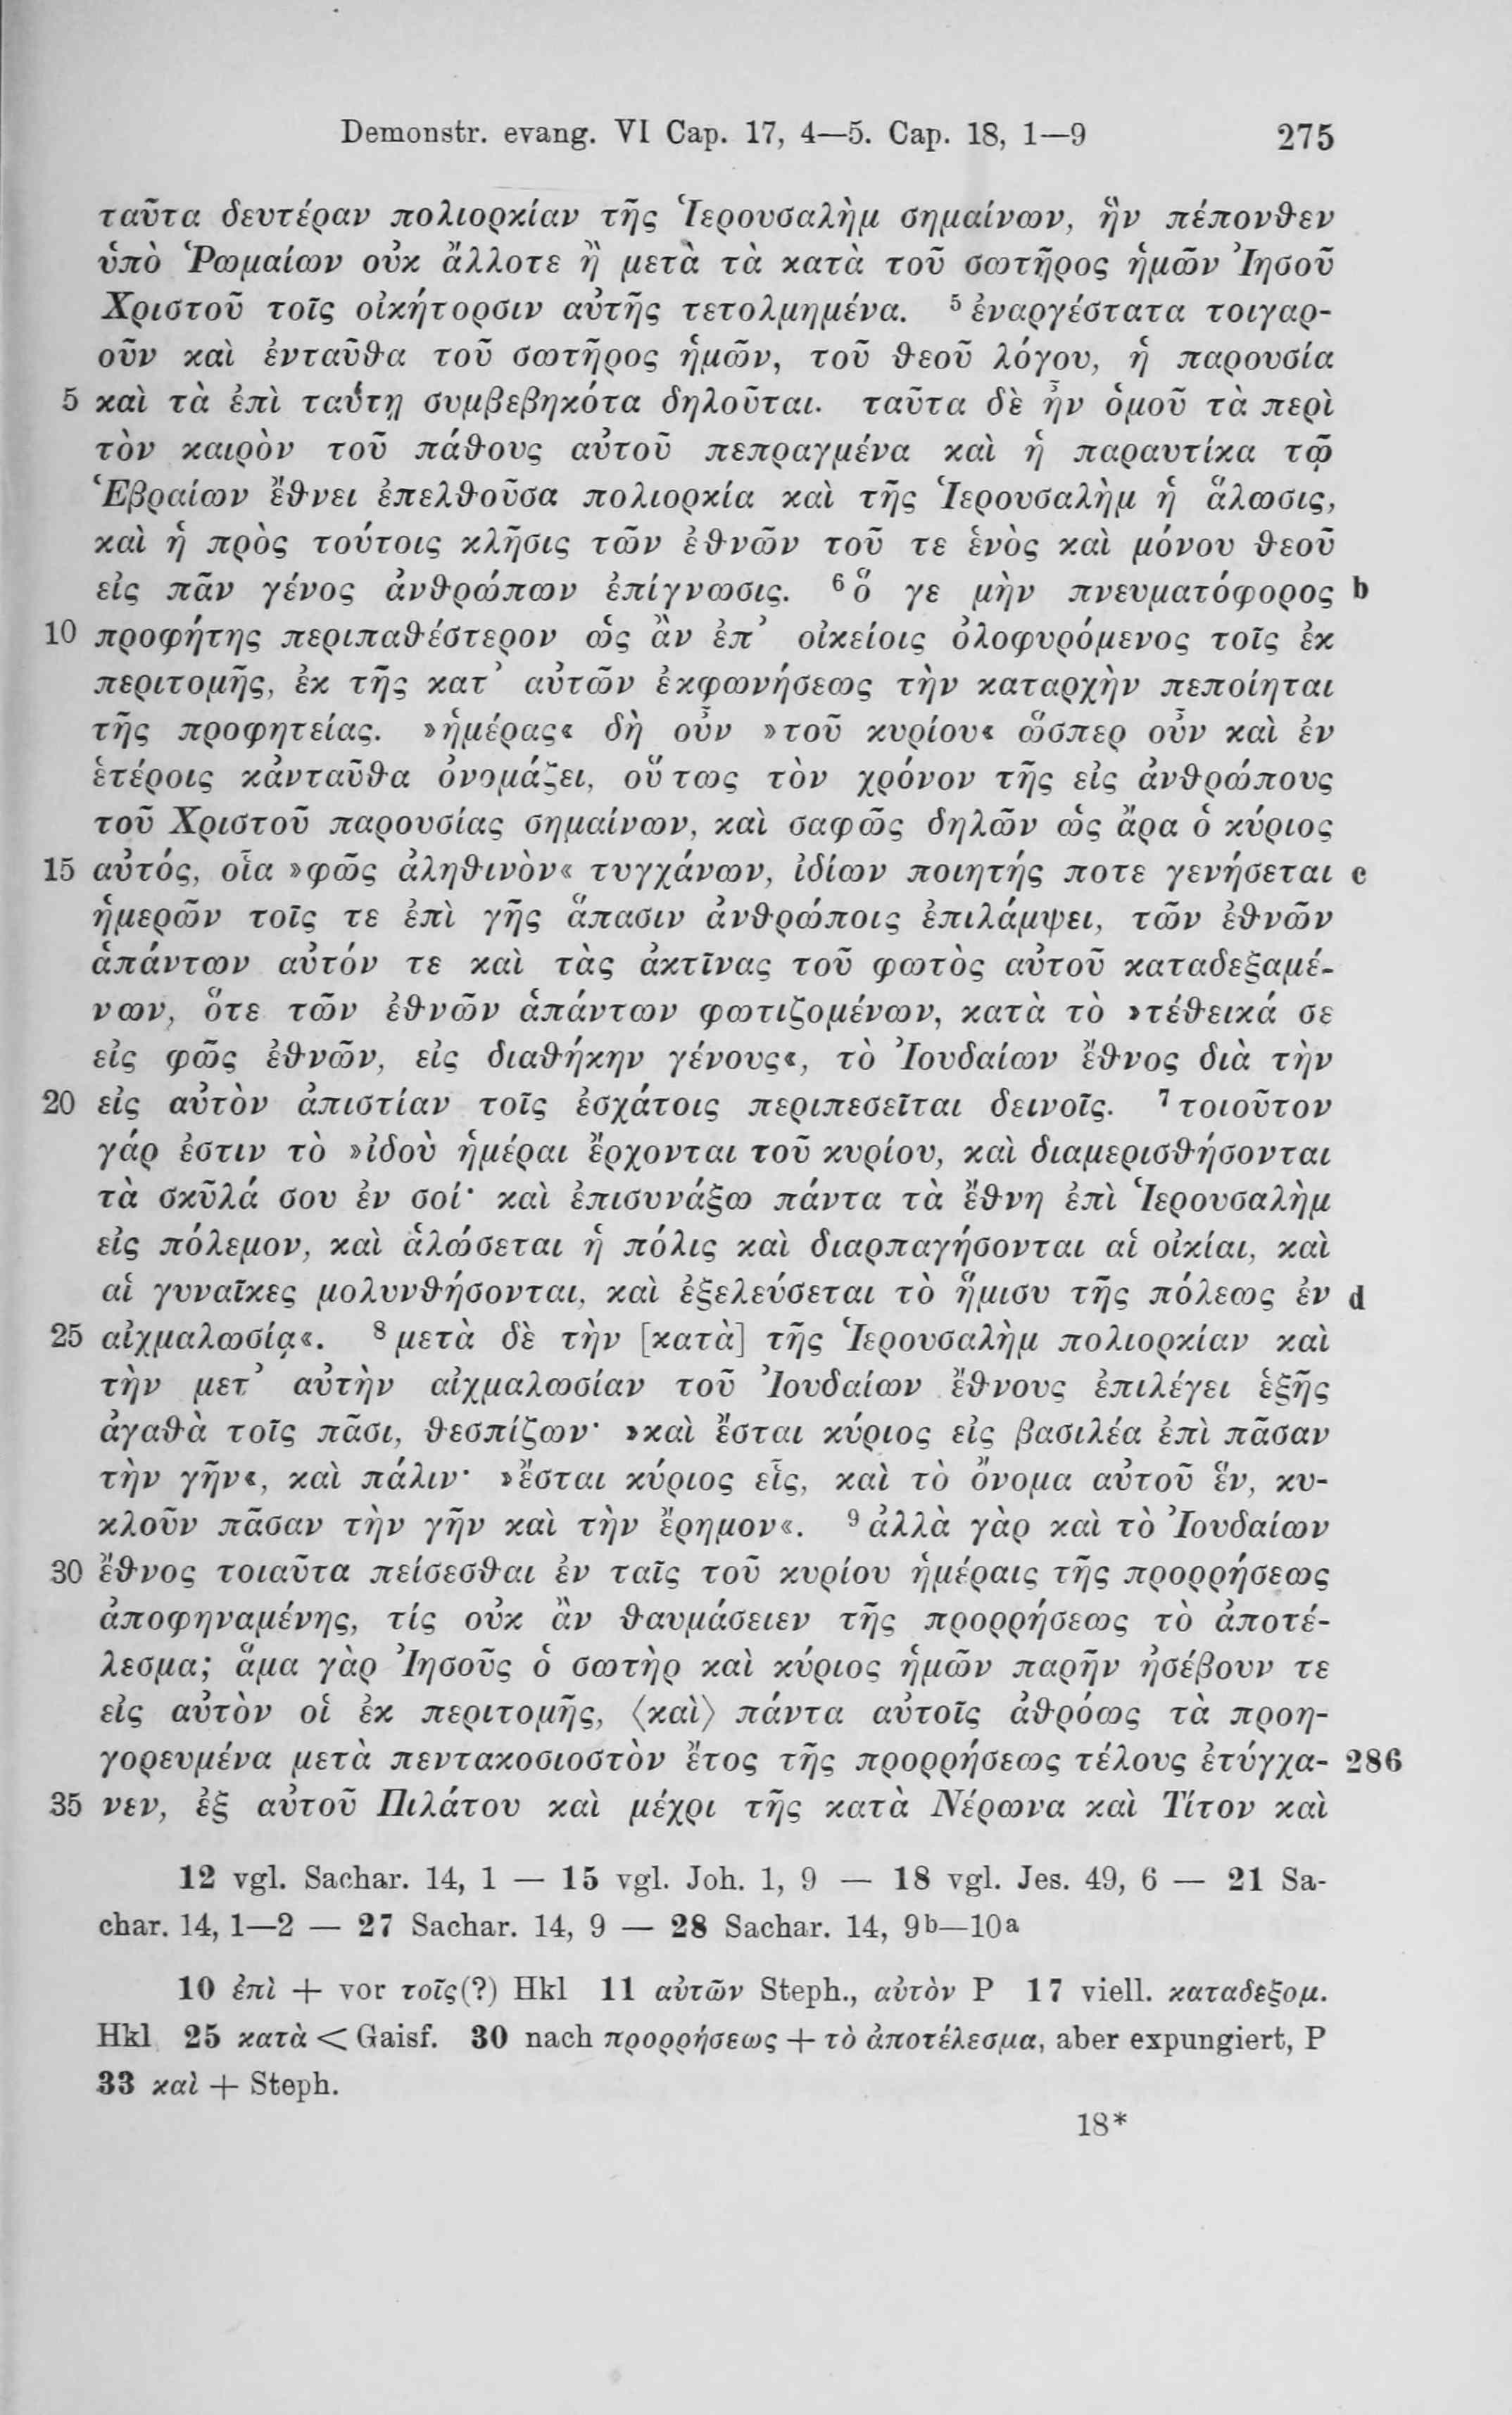 Demonstr. evang. VI Cap. 17, 4—5. Cap. 18, 1—9 275
ταῦτα δευτέραν πολιορκίαν τῆς Ἱερουσαλὴμ σημαίνων, ἣν πέπονθεν
ὑπὸ Ῥωμαίων οὐκ ἄλλοτε ἢ μετὰ τὰ κατὰ τοῦ σωτῆρος ἡμῶν Ἰησοῦ
Χριστοῦ τοῖς οἰκήτορσιν αὐτῆς τετολμημένα. ⁵ ἐναργέστατα τοιγαρ-
οῦν καὶ ἐνταῦθα τοῦ σωτῆρος ἡμῶν, τοῦ θεοῦ λόγου, ἡ παρουσία
5 καὶ τὰ ἐπὶ ταύτῃ συμβεβηκότα δηλοῦται. ταῦτα δὲ ἦν ὁμοῦ τὰ περὶ
τὸν καιρὸν τοῦ πάθους αὐτοῦ πεπραγμένα καὶ ἡ παραυτίκα τῷ
Ἑβραίων ἔθνει ἐπελθοῦσα πολιορκία καὶ τῆς Ἱερουσαλὴμ ἡ ἅλωσις,
καὶ ἡ πρὸς τούτοις κλῆσις τῶν ἐθνῶν τοῦ τε ἑνὸς καὶ μόνου θεοῦ
εἰς πᾶν γένος ἀνθρώπων ἐπίγνωσις. ⁶ ὅ γε μὴν πνευματόφορος b
10 προφήτης περιπαθέστερον ὡς ἂν ἐπ’ οἰκείοις ὀλοφυρόμενος τοῖς ἐκ
περιτομῆς, ἐκ τῆς κατ’ αὐτῶν ἐκφωνήσεως τὴν καταρχὴν πεποίηται
τῆς προφητείας. »ἡμέρας« δὴ οὖν »τοῦ κυρίου« ὥσπερ οὖν καὶ ἐν
ἑτέροις κἀνταῦθα ὀνομάζει, οὕτως τὸν χρόνον τῆς εἰς ἀνθρώπους
τοῦ Χριστοῦ παρουσίας σημαίνων, καὶ σαφῶς δηλῶν ὡς ἄρα ὁ κύριος
15 αὐτός, οἷα »φῶς ἀληθινὸν« τυγχάνων, ἰδίων ποιητής ποτε γενήσεται c
ἡμερῶν τοῖς τε ἐπὶ γῆς ἅπασιν ἀνθρώποις ἐπιλάμψει, τῶν ἐθνῶν
ἁπάντων αὐτόν τε καὶ τὰς ἀκτῖνας τοῦ φωτὸς αὐτοῦ καταδεξαμέ-
νων, ὅτε τῶν ἐθνῶν ἁπάντων φωτιζομένων, κατὰ τὸ »τέθεικά σε
εἰς φῶς ἐθνῶν, εἰς διαθήκην γένους«, τὸ Ἰουδαίων ἔθνος διὰ τὴν
20 εἰς αὐτὸν ἀπιστίαν τοῖς ἐσχάτοις περιπεσεῖται δεινοῖς. ⁷ τοιοῦτον
γάρ ἐστιν τὸ »ἰδοὺ ἡμέραι ἔρχονται τοῦ κυρίου, καὶ διαμερισθήσονται
τὰ σκῦλά σου ἐν σοί· καὶ ἐπισυνάξω πάντα τὰ ἔθνη ἐπὶ Ἱερουσαλὴμ
εἰς πόλεμον, καὶ ἁλώσεται ἡ πόλις καὶ διαρπαγήσονται αἱ οἰκίαι, καὶ
αἱ γυναῖκες μολυνθήσονται, καὶ ἐξελεύσεται τὸ ἥμισυ τῆς πόλεως ἐν d
25 αἰχμαλωσίᾳ«. ⁸ μετὰ δὲ τὴν [κατὰ] τῆς Ἱερουσαλὴμ πολιορκίαν καὶ
τὴν μετ’ αὐτὴν αἰχμαλωσίαν τοῦ Ἰουδαίων ἔθνους ἐπιλέγει ἑξῆς
ἀγαθὰ τοῖς πᾶσι, θεσπίζων· »καὶ ἔσται κύριος εἰς βασιλέα ἐπὶ πᾶσαν
τὴν γῆν«, καὶ πάλιν· »ἔσται κύριος εἷς, καὶ τὸ ὄνομα αὐτοῦ ἕν, κυ-
κλοῦν πᾶσαν τὴν γῆν καὶ τὴν ἔρημον«. ⁹ ἀλλὰ γὰρ καὶ τὸ Ἰουδαίων
30 ἔθνος τοιαῦτα πείσεσθαι ἐν ταῖς τοῦ κυρίου ἡμέραις τῆς προρρήσεως
ἀποφηναμένης, τίς οὐκ ἂν θαυμάσειεν τῆς προρρήσεως τὸ ἀποτέ-
λεσμα; ἅμα γὰρ Ἰησοῦς ὁ σωτὴρ καὶ κύριος ἡμῶν παρῆν ἠσέβουν τε
εἰς αὐτὸν οἱ ἐκ περιτομῆς, ⟨καὶ⟩ πάντα αὐτοῖς ἀθρόως τὰ προη-
γορευμένα μετὰ πεντακοσιοστὸν ἔτος τῆς προρρήσεως τέλους ἐτύγχα- 286
35 νεν, ἐξ αὐτοῦ Πιλάτου καὶ μέχρι τῆς κατὰ Νέρωνα καὶ Τίτον καὶ
12 vgl. Sachar. 14, 1 — 15 vgl. Joh. 1, 9 — 18 vgl. Jes. 49, 6 — 21 Sa-
char. 14, 1—2 — 27 Sachar. 14, 9 — 28 Sachar. 14, 9b—10a
10 ἐπὶ + vor τοῖς(?) Hkl 11 αὐτῶν Steph., αὐτὸν P 17 viell. καταδεξομ.
Hkl 25 κατὰ < Gaisf. 30 nach προρρήσεως + τὸ ἀποτέλεσμα, aber expungiert, P
33 καὶ + Steph.
18*